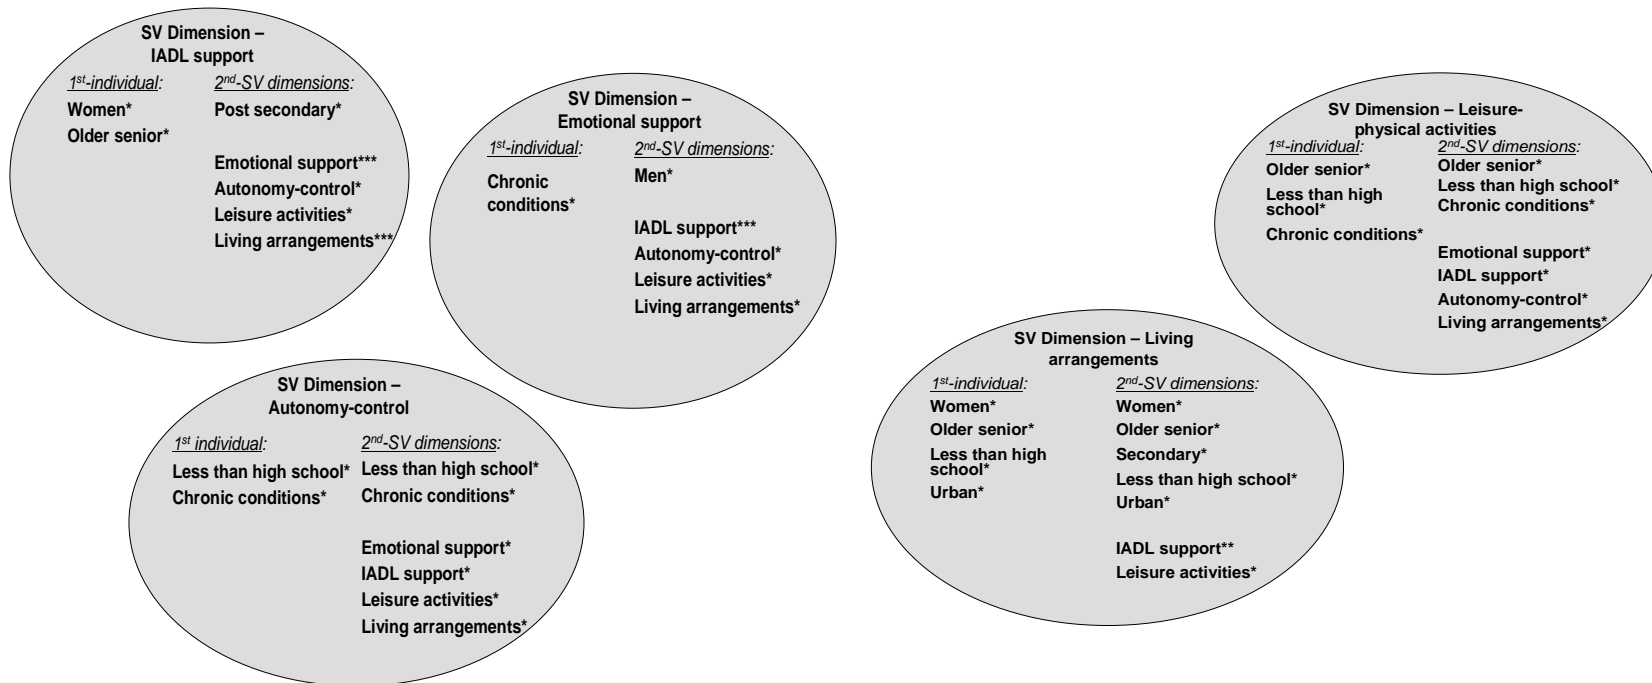 SV Dimension –
IADL support
1st-individual:
2nd-SV dimensions:
Women*
Older senior*
Post secondary*
Emotional support***
Autonomy-control*
Leisure activities*
Living arrangements***
SV Dimension –
Emotional support
1st-individual:
2nd-SV dimensions:
Chronic
conditions*
Men*
IADL support***
Autonomy-control*
Leisure activities*
Living arrangements*
SV Dimension –
Autonomy-control
1st individual:
2nd-SV dimensions:
Less than high school*
Chronic conditions*
Less than high school*
Chronic conditions*
Emotional support*
IADL support*
Leisure activities*
Living arrangements*
SV Dimension – Living
arrangements
1st-individual:
2nd-SV dimensions:
Women*
Older senior*
Less than high
school*
Urban*
Women*
Older senior*
Secondary*
Less than high school*
Urban*
IADL support**
Leisure activities*
SV Dimension – Leisure-
physical activities
1st-individual:
2nd-SV dimensions:
Older senior*
Less than high
school*
Chronic conditions*
Older senior*
Less than high school*
Chronic conditions*
Emotional support*
IADL support*
Autonomy-control*
Living arrangements*